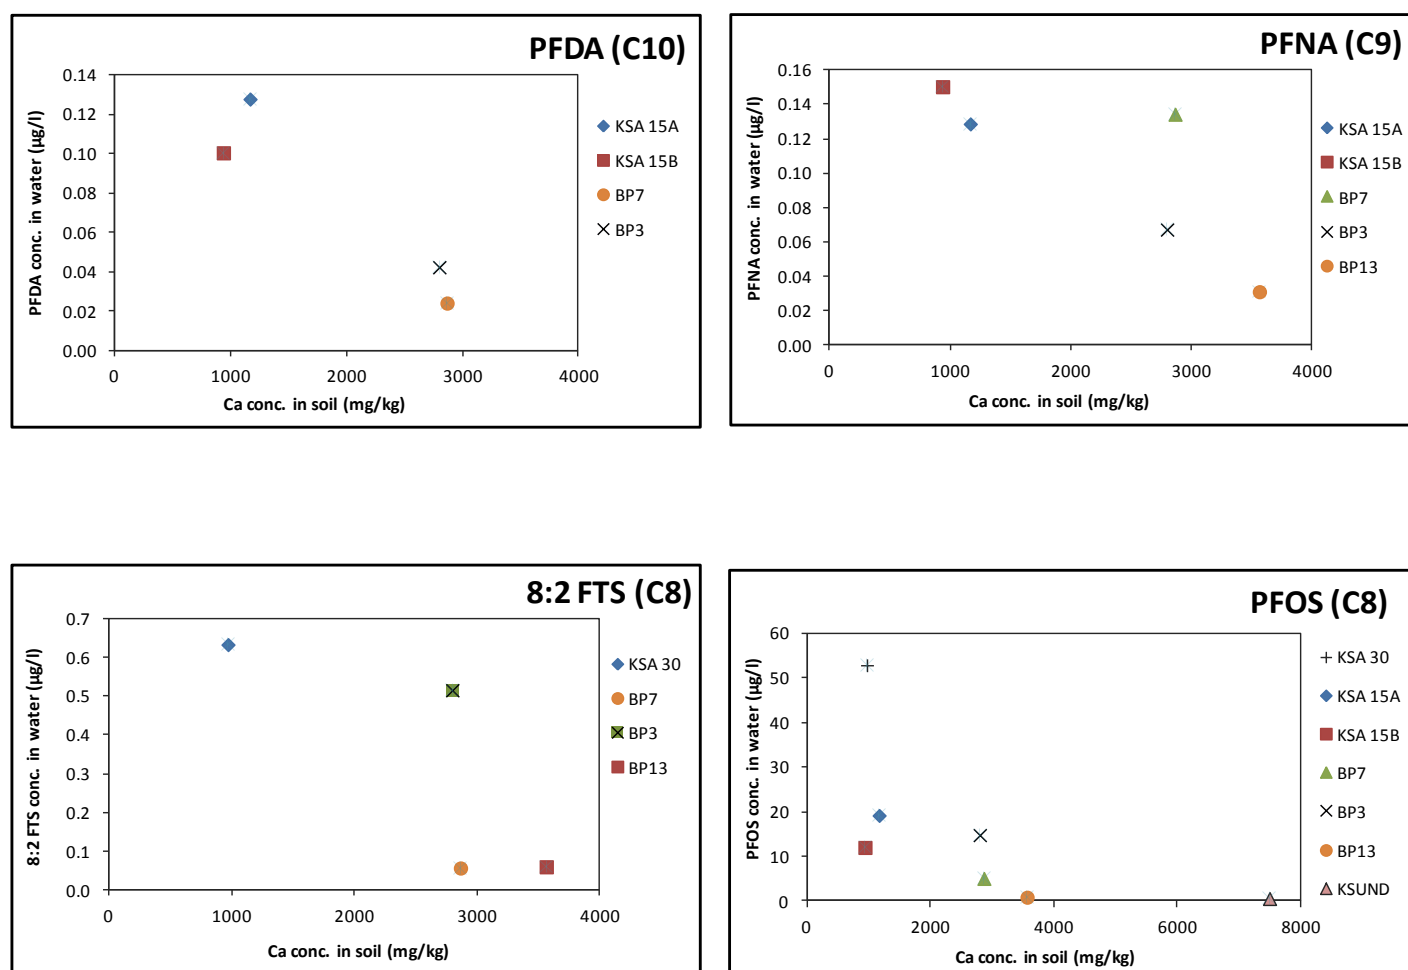 PFDA (C10)
PFDA conc. in water (µg/l)
0.14
0.12
0.10
0.08
0.06
0.04
0.02
0.00
0 1000 2000 3000 4000
Ca conc. in soil (mg/kg)
KSA 15A
KSA 15B
BP7
BP3
PFNA (C9)
PFNA conc. in water (µg/l)
0.16
0.14
0.12
0.10
0.08
0.06
0.04
0.02
0.00
0 1000 2000 3000 4000
Ca conc. in soil (mg/kg)
KSA 15A
KSA 15B
BP7
BP3
BP13
8:2 FTS (C8)
8:2 FTS conc. in water (µg/l)
0.7
0.6
0.5
0.4
0.3
0.2
0.1
0.0
0 1000 2000 3000 4000
Ca conc. in soil (mg/kg)
KSA 30
BP7
BP3
BP13
PFOS (C8)
PFOS conc. in water (µg/l)
60
50
40
30
20
10
0
0 2000 4000 6000 8000
Ca conc. in soil (mg/kg)
KSA 30
KSA 15A
KSA 15B
BP7
BP3
BP13
KSUND